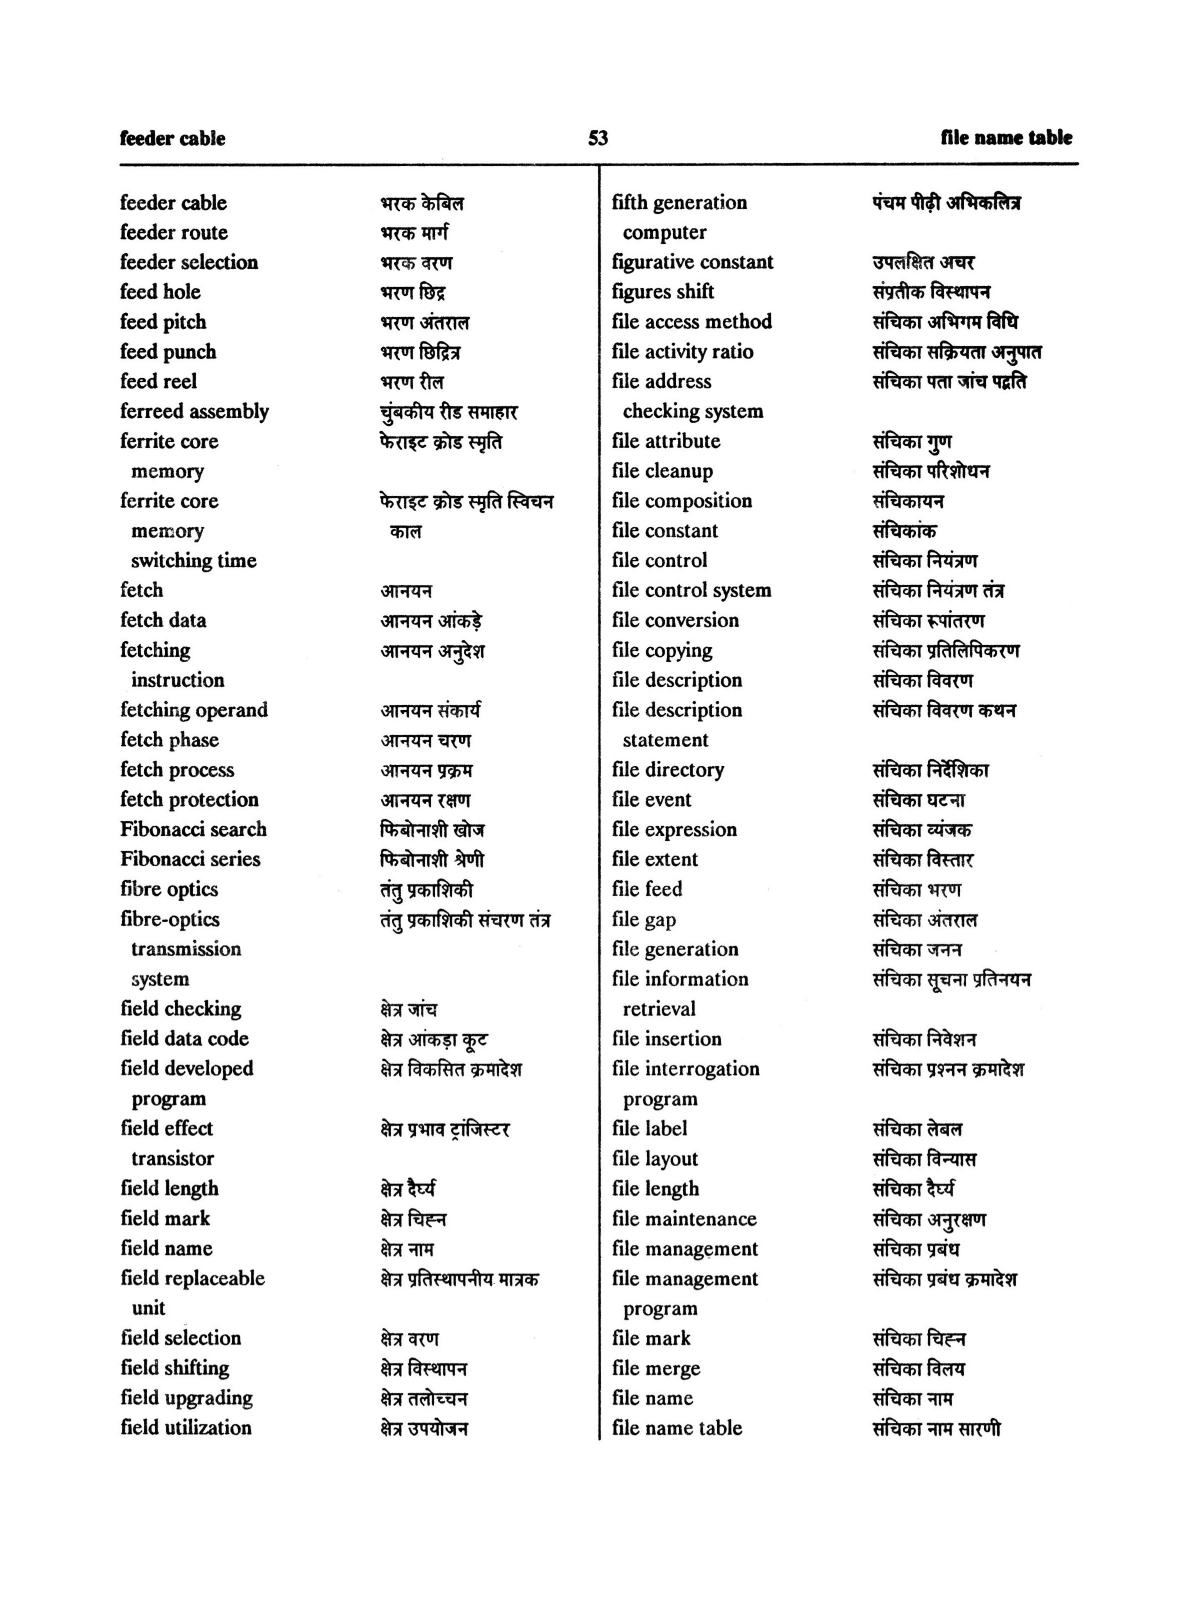 feeder cable 53 file name table
feeder cable भरक केबिल
feeder route भरक मार्ग
feeder selection भरक वरण
feed hole भरण छिद्र
feed pitch भरण अंतराल
feed punch भरण छिद्रित्र
feed reel भरण रील
ferreed assembly चुंबकीय रीड समाहार
ferrite core फेराइट क्रोड स्मृति
memory
ferrite core फेराइट क्रोड स्मृति स्विचन
memory काल
switching time
fetch आनयन
fetch data आनयन आंकड़े
fetching आनयन अनुदेश
instruction
fetching operand आनयन संकार्य
fetch phase आनयन चरण
fetch process आनयन प्रक्रम
fetch protection आनयन रक्षण
Fibonacci search फिबोनाशी खोज
Fibonacci series फिबोनाशी श्रेणी
fibre optics तंतु प्रकाशिकी
fibre-optics तंतु प्रकाशिकी संचरण तंत्र
transmission
system
field checking क्षेत्र जांच
field data code क्षेत्र आंकड़ा कूट
field developed क्षेत्र विकसित क्रमादेश
program
field effect क्षेत्र प्रभाव ट्रांजिस्टर
transistor
field length क्षेत्र दैर्घ्य
field mark क्षेत्र चिह्न
field name क्षेत्र नाम
field replaceable क्षेत्र प्रतिस्थापनीय मात्रक
unit
field selection क्षेत्र वरण
field shifting क्षेत्र विस्थापन
field upgrading क्षेत्र तलोच्चन
field utilization क्षेत्र उपयोजन
fifth generation पंचम पीढ़ी अभिकलित्र
computer
figurative constant उपलक्षित अचर
figures shift संप्रतीक विस्थापन
file access method संचिका अभिगम विधि
file activity ratio संचिका सक्रियता अनुपात
file address संचिका पता जांच पद्धति
checking system
file attribute संचिका गुण
file cleanup संचिका परिशोधन
file composition संचिकायन
file constant संचिकांक
file control संचिका नियंत्रण
file control system संचिका नियंत्रण तंत्र
file conversion संचिका रूपांतरण
file copying संचिका प्रतिलिपिकरण
file description संचिका विवरण
file description संचिका विवरण कथन
statement
file directory संचिका निर्देशिका
file event संचिका घटना
file expression संचिका व्यंजक
file extent संचिका विस्तार
file feed संचिका भरण
file gap संचिका अंतराल
file generation संचिका जनन
file information संचिका सूचना प्रतिनयन
retrieval
file insertion संचिका निवेशन
file interrogation संचिका प्रश्नन क्रमादेश
program
file label संचिका लेबल
file layout संचिका विन्यास
file length संचिका दैर्घ्य
file maintenance संचिका अनुरक्षण
file management संचिका प्रबंध
file management संचिका प्रबंध क्रमादेश
program
file mark संचिका चिह्न
file merge संचिका विलय
file name संचिका नाम
file name table संचिका नाम सारणी